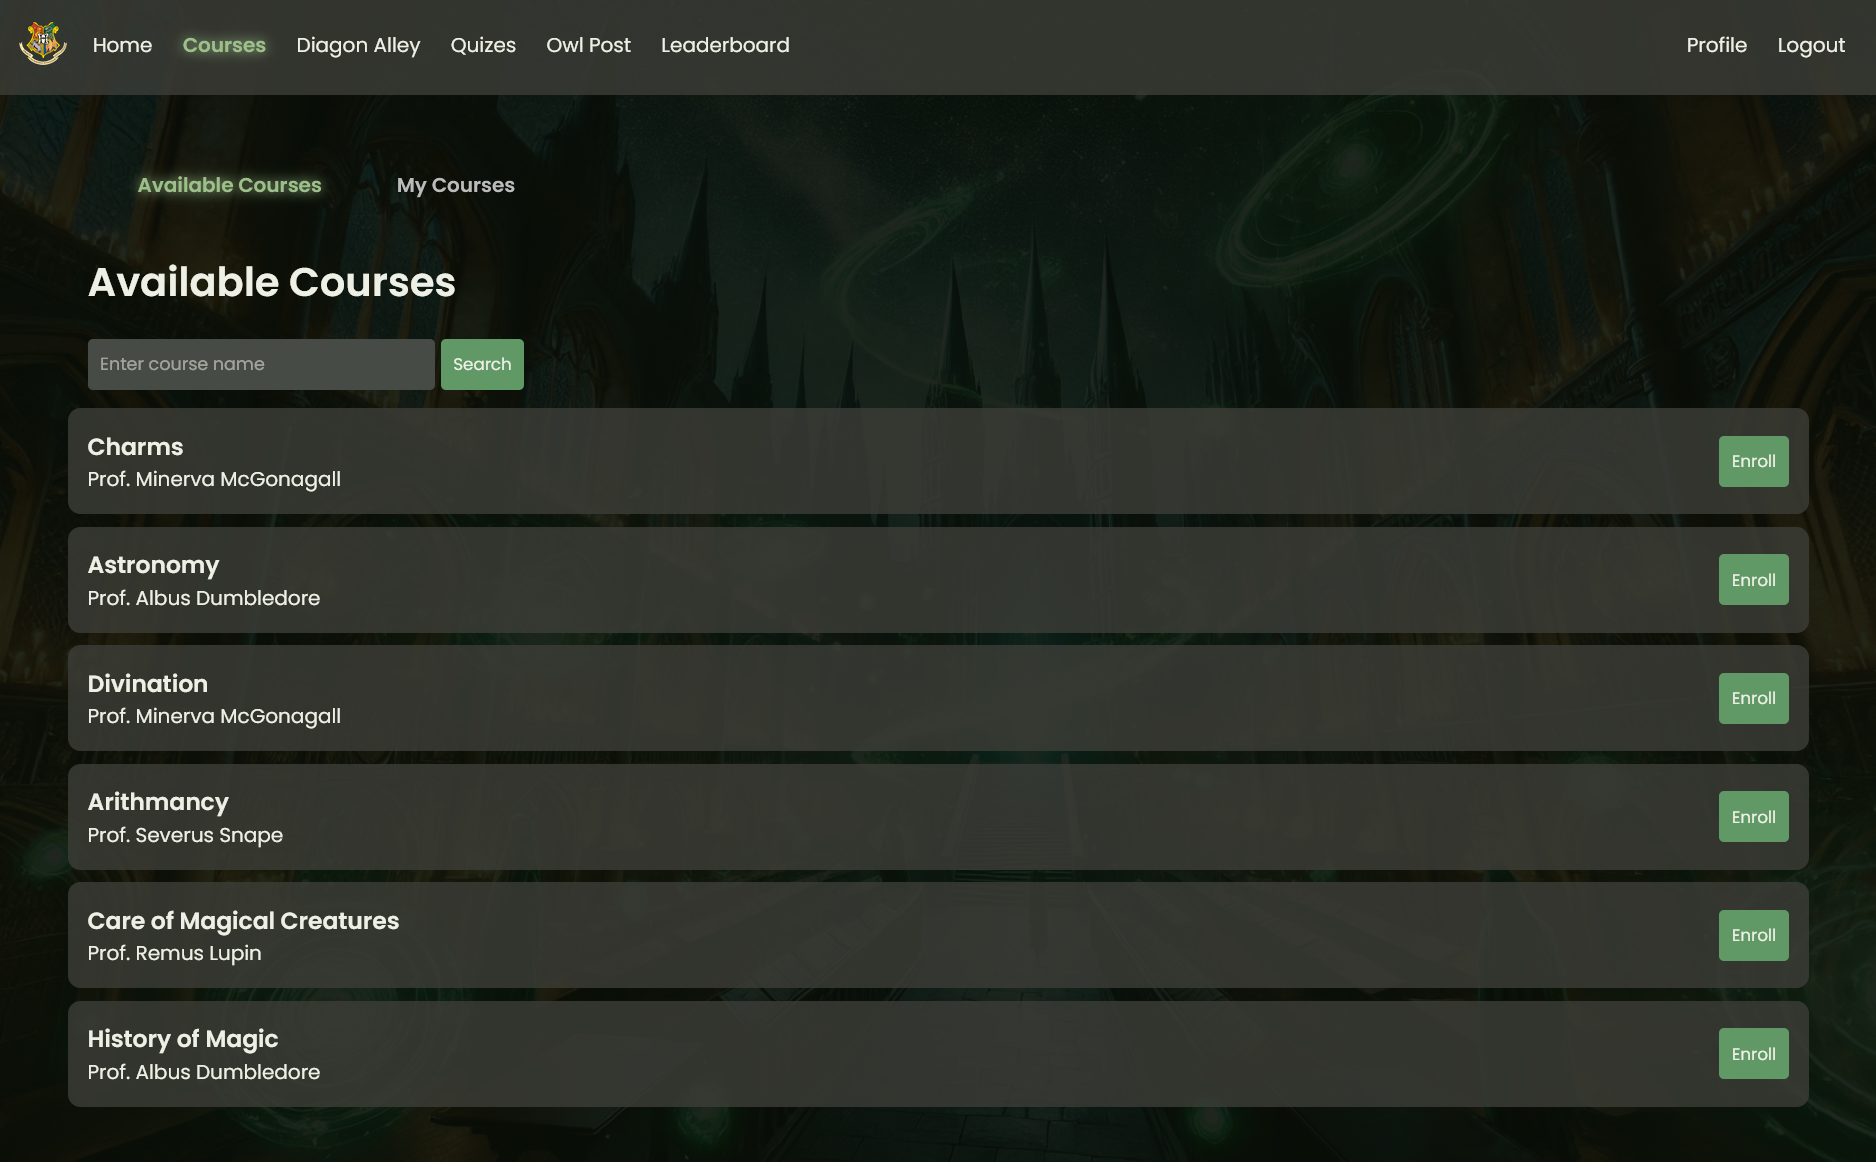 Home Courses Diagon Alley Quizes Owl Post Leaderboard Profile Logout
Available Courses My Courses
Available Courses
Enter course name Search
Charms
Prof. Minerva McGonagall
Enroll
Astronomy
Prof. Albus Dumbledore
Enroll
Divination
Prof. Minerva McGonagall
Enroll
Arithmancy
Prof. Severus Snape
Enroll
Care of Magical Creatures
Prof. Remus Lupin
Enroll
History of Magic
Prof. Albus Dumbledore
Enroll